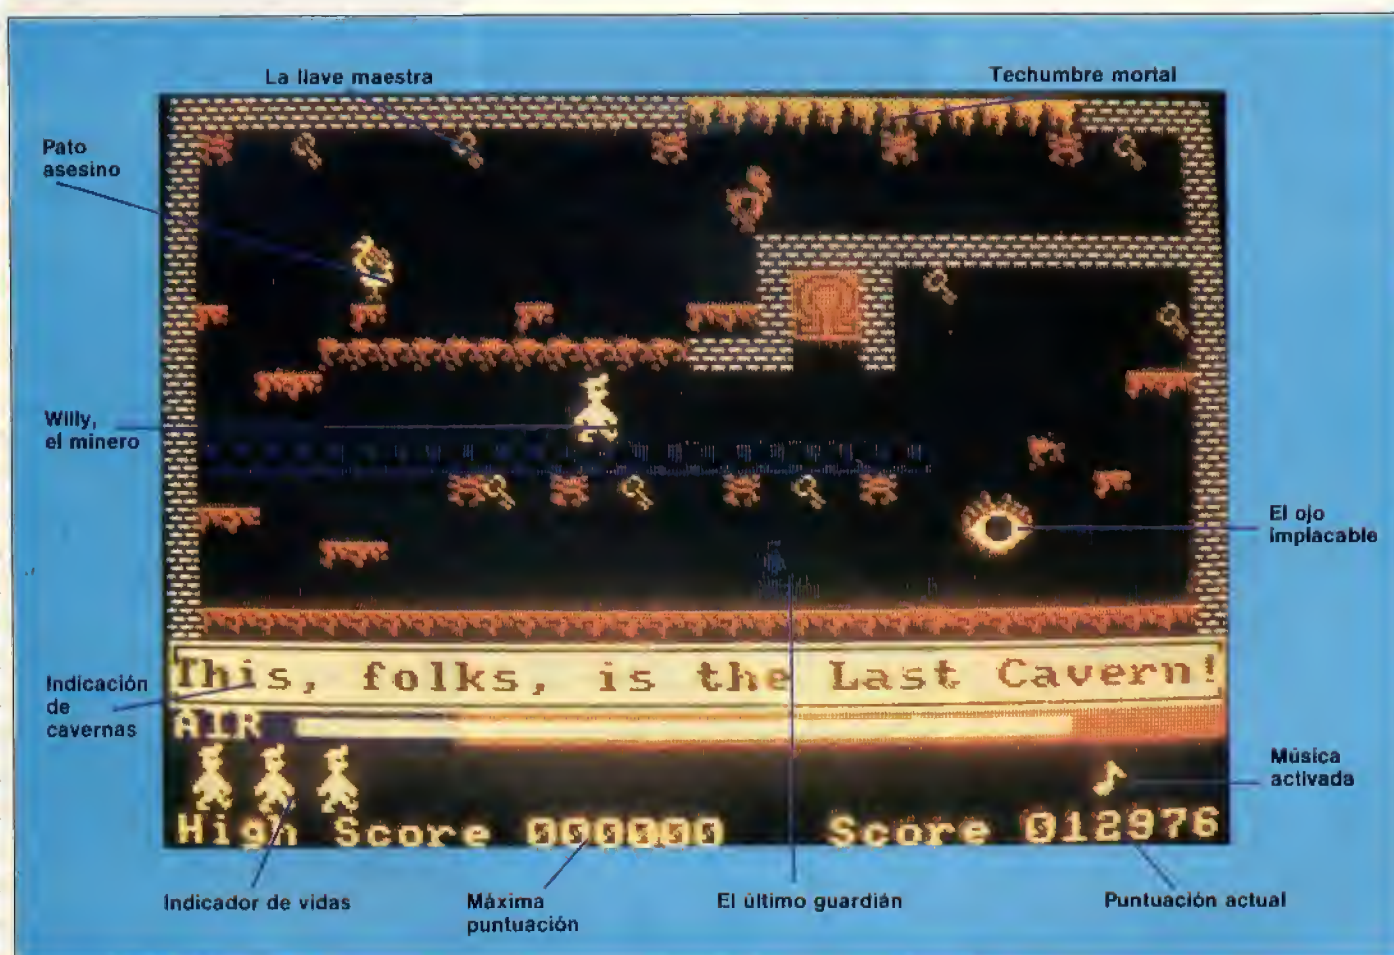 La llave maestra
Techumbre mortal
Pato
asesino
Willy,
el minero
El ojo
implacable
Indicación
de
cavernas
This, folks, is the Last Cavern!
AIR
Música
activada
High Score 000000
Score 012976
Indicador de vidas
Máxima
puntuación
El último guardián
Puntuación actual